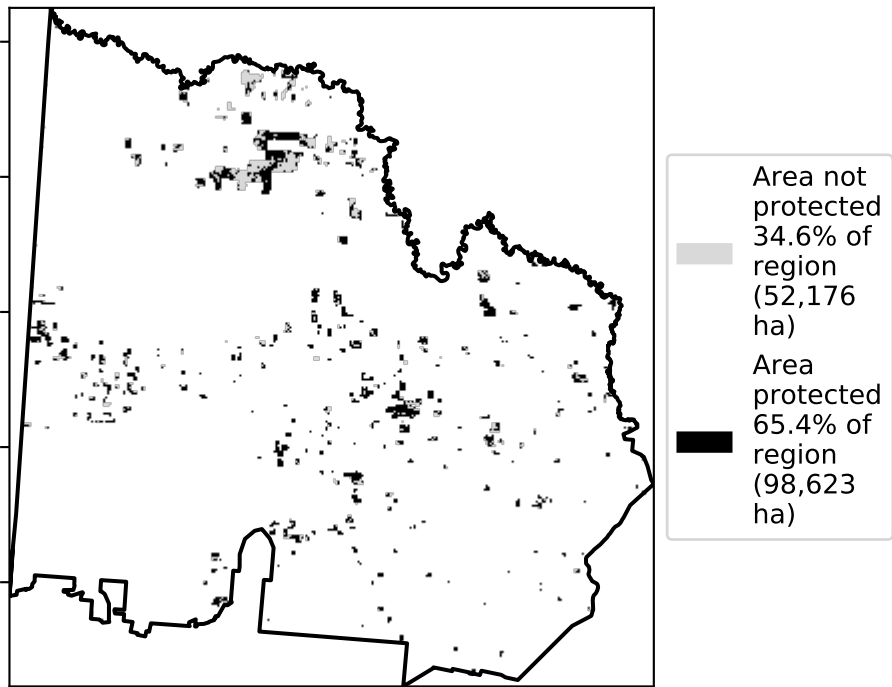 Area not
protected
34.6% of
region
(52,176
ha)
Area
protected
65.4% of
region
(98,623
ha)